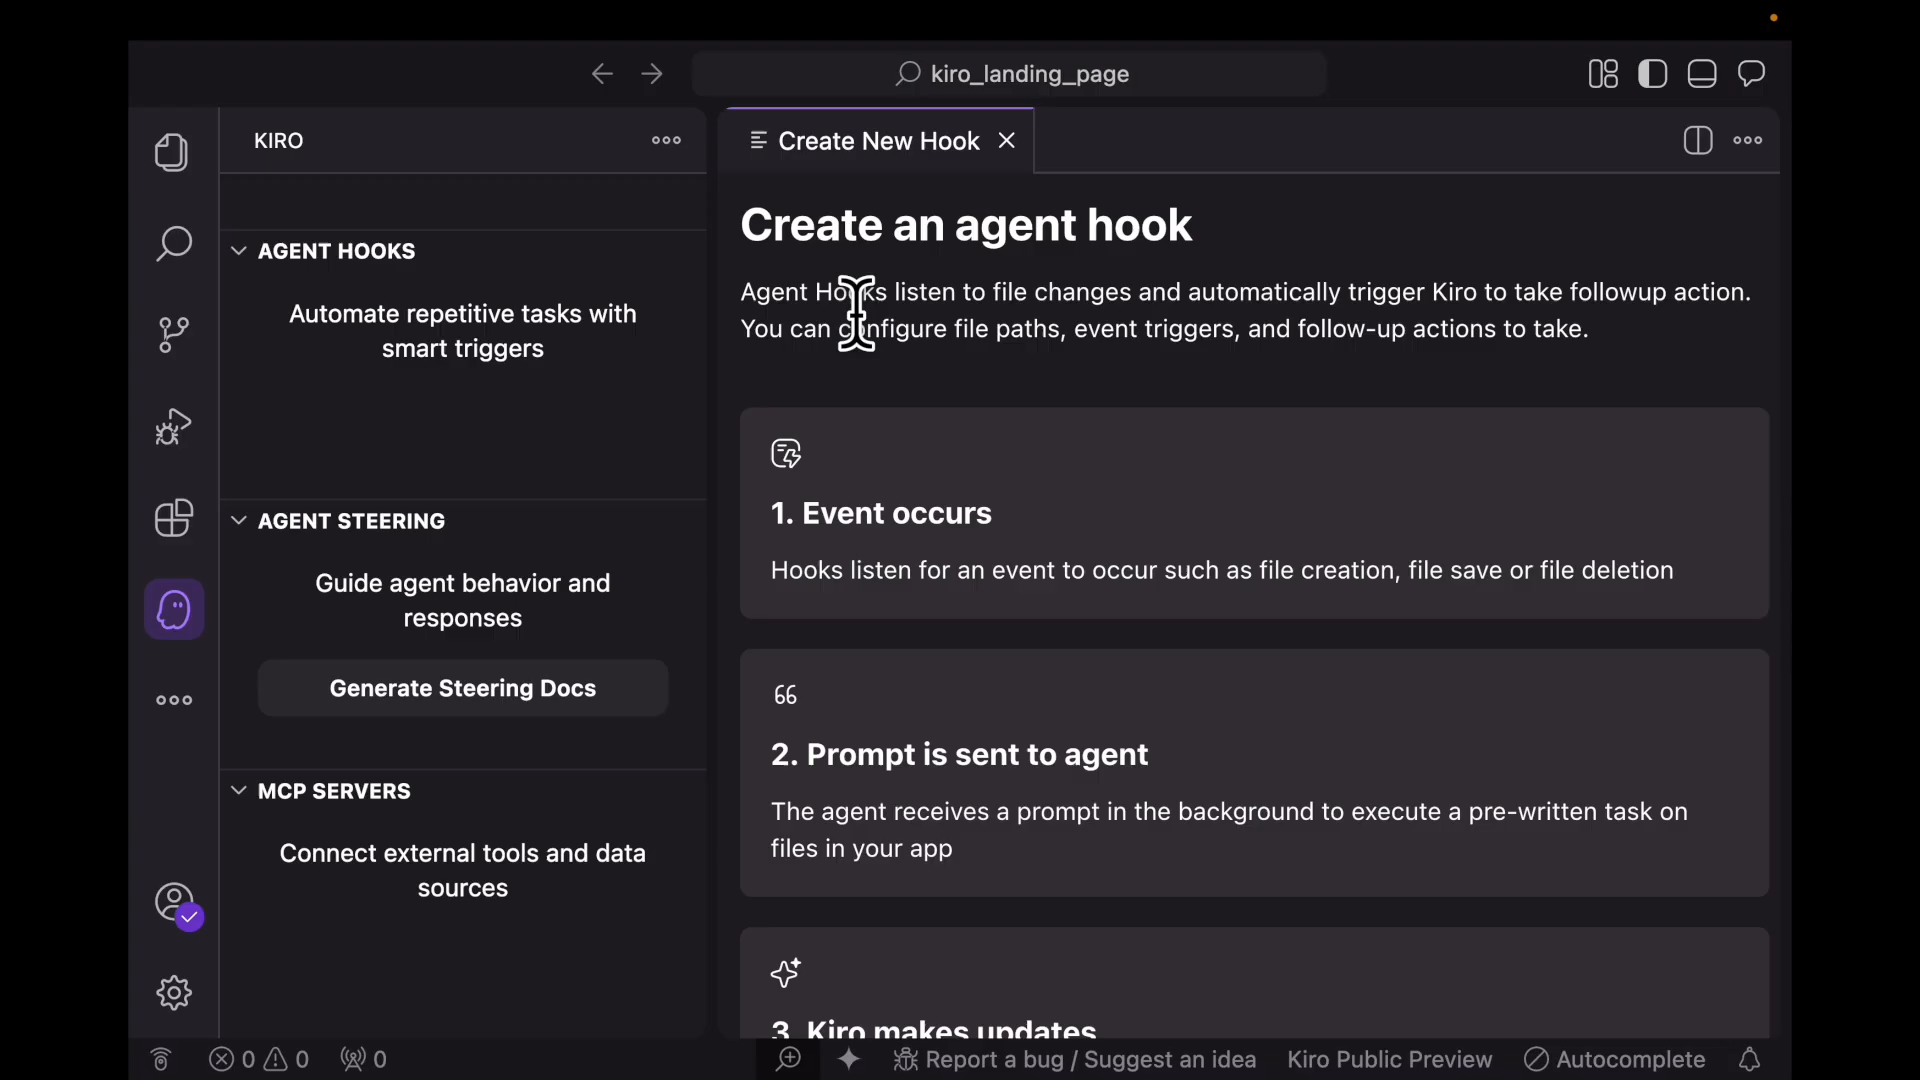 kiro_landing_page
KIRO
Create New Hook
AGENT HOOKS
Automate repetitive tasks with
smart triggers
AGENT STEERING
Guide agent behavior and
responses
Generate Steering Docs
MCP SERVERS
Connect external tools and data
sources
Create an agent hook
Agent Hooks listen to file changes and automatically trigger Kiro to take followup action.
You can configure file paths, event triggers, and follow-up actions to take.
1. Event occurs
Hooks listen for an event to occur such as file creation, file save or file deletion
2. Prompt is sent to agent
The agent receives a prompt in the background to execute a pre-written task on
files in your app
3. Kiro makes updates
0 0 0 Report a bug / Suggest an idea Kiro Public Preview Autocomplete